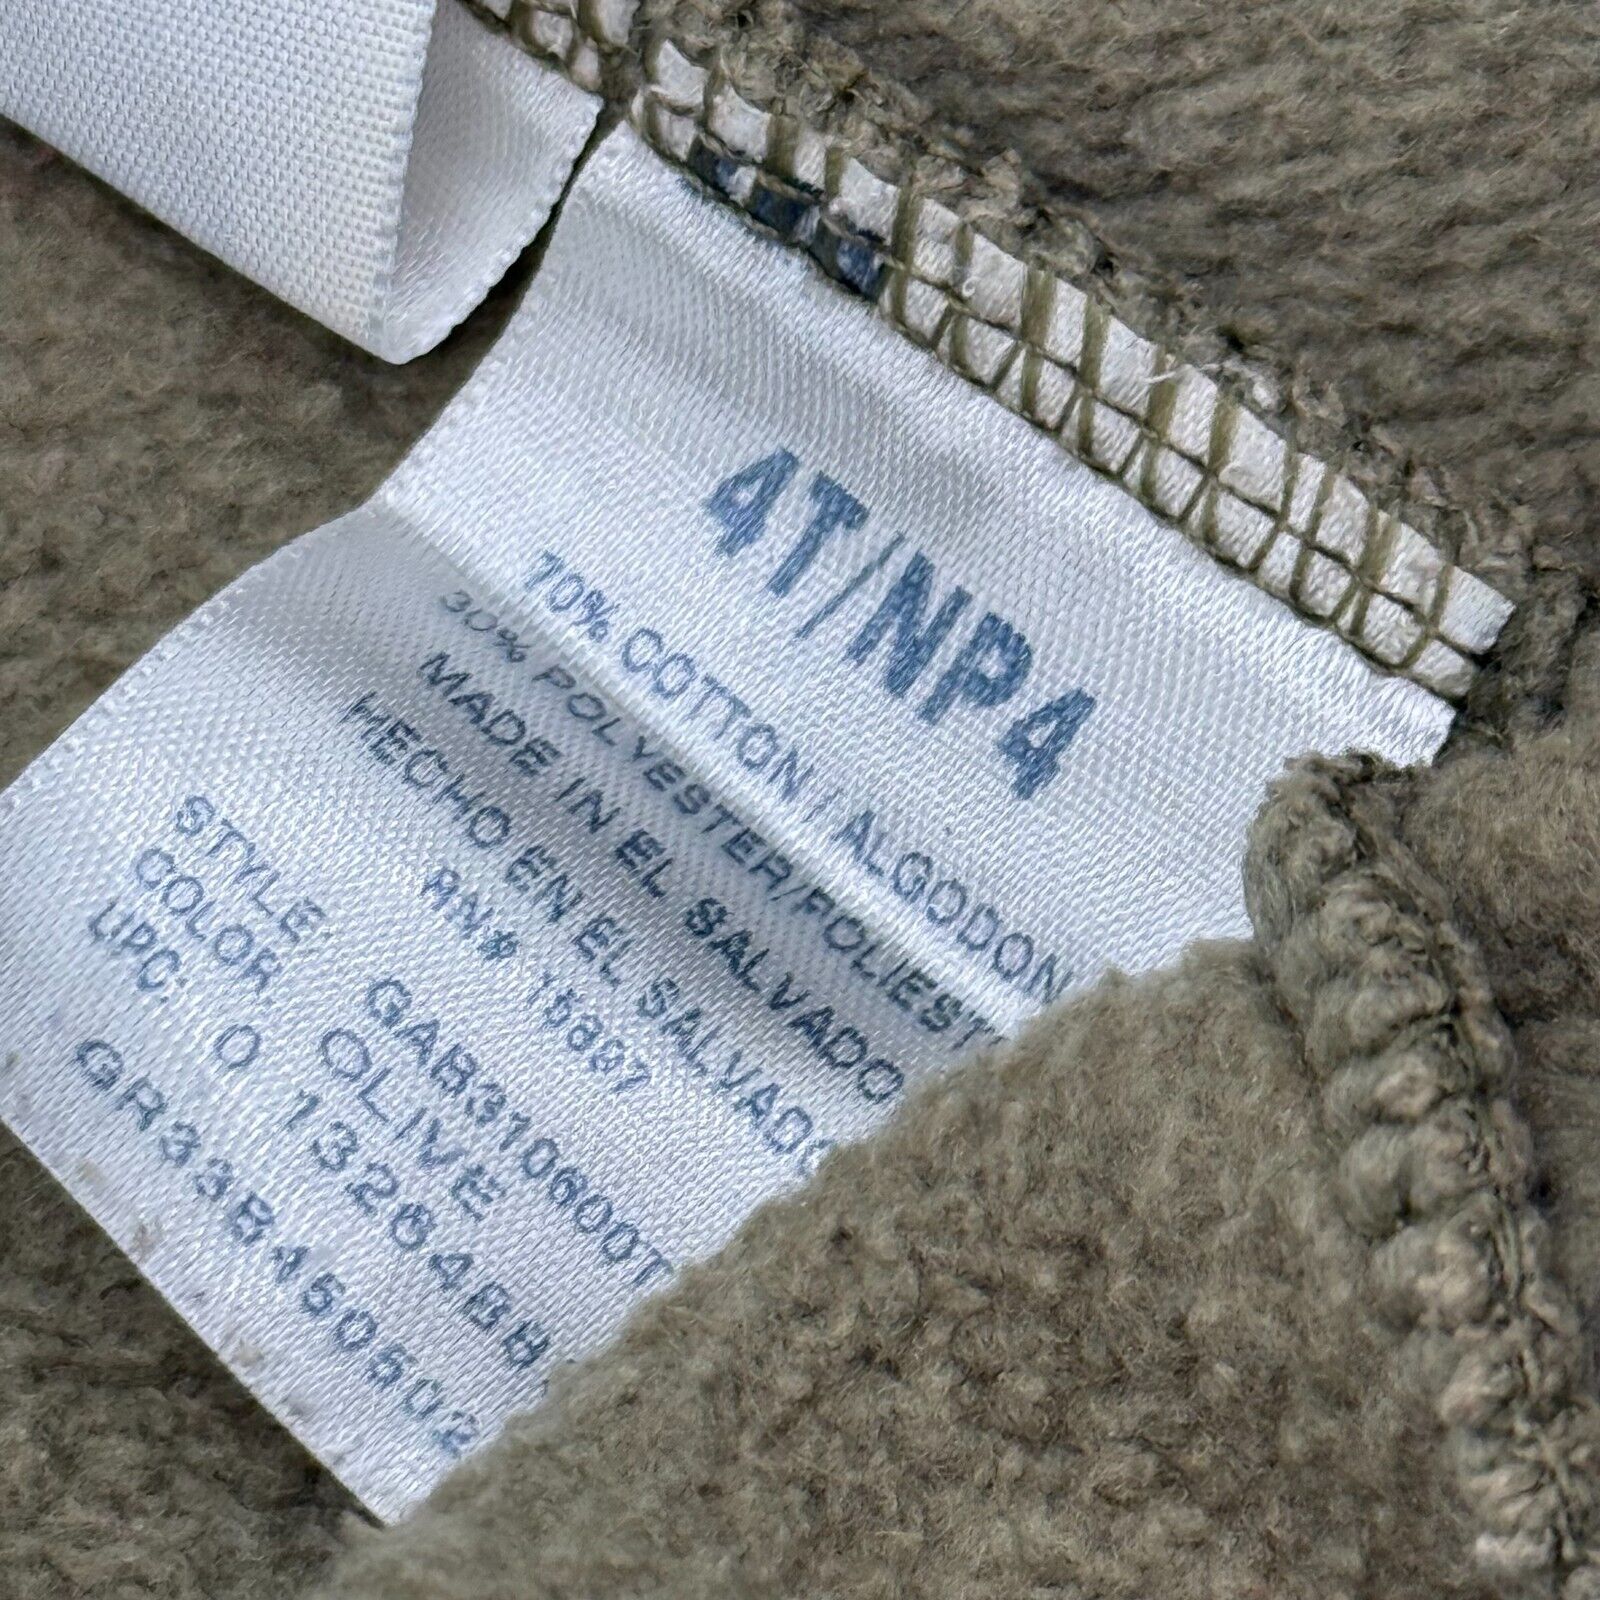 4T/NP4
70% COTTON / ALGODON
30% POLYESTER/POLIEST
MADE IN EL SALVADO
HECHO EN EL SALVADO
RN# 15887
STYLE: GAB310600T
COLOR: OLIVE
UPC: 0 132648
GR33B450502